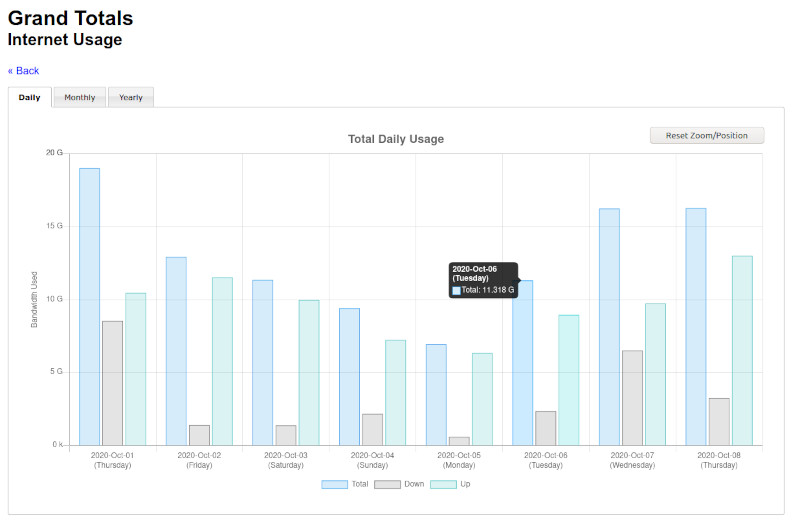 Grand Totals
Internet Usage
« Back
Daily Monthly Yearly
Reset Zoom/Position
Total Daily Usage
20 G
15 G
10 G
5 G
0 k
Bandwidth Used
2020-Oct-06
(Tuesday)
Total: 11.318 G
2020-Oct-01 2020-Oct-02 2020-Oct-03 2020-Oct-04 2020-Oct-05 2020-Oct-06 2020-Oct-07 2020-Oct-08
(Thursday) (Friday) (Saturday) (Sunday) (Monday) (Tuesday) (Wednesday) (Thursday)
Total Down Up